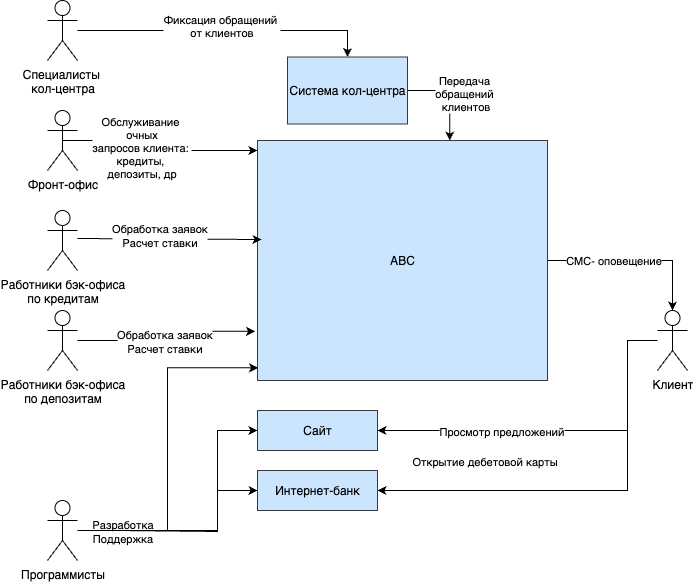 Фиксация обращений
от клиентов
Специалисты
кол-центра
Система кол-центра
Передача
обращений
клиентов
Обслуживание
очных
запросов клиента:
кредиты,
депозиты, др
Фронт-офис
Обработка заявок
Расчет ставки
Работники бэк-офиса
по кредитам
АВС
СМС- оповещение
Обработка заявок
Расчет ставки
Работники бэк-офиса
по депозитам
Клиент
Сайт
Просмотр предложений
Открытие дебетовой карты
Интернет-банк
Разработка
Поддержка
Программисты